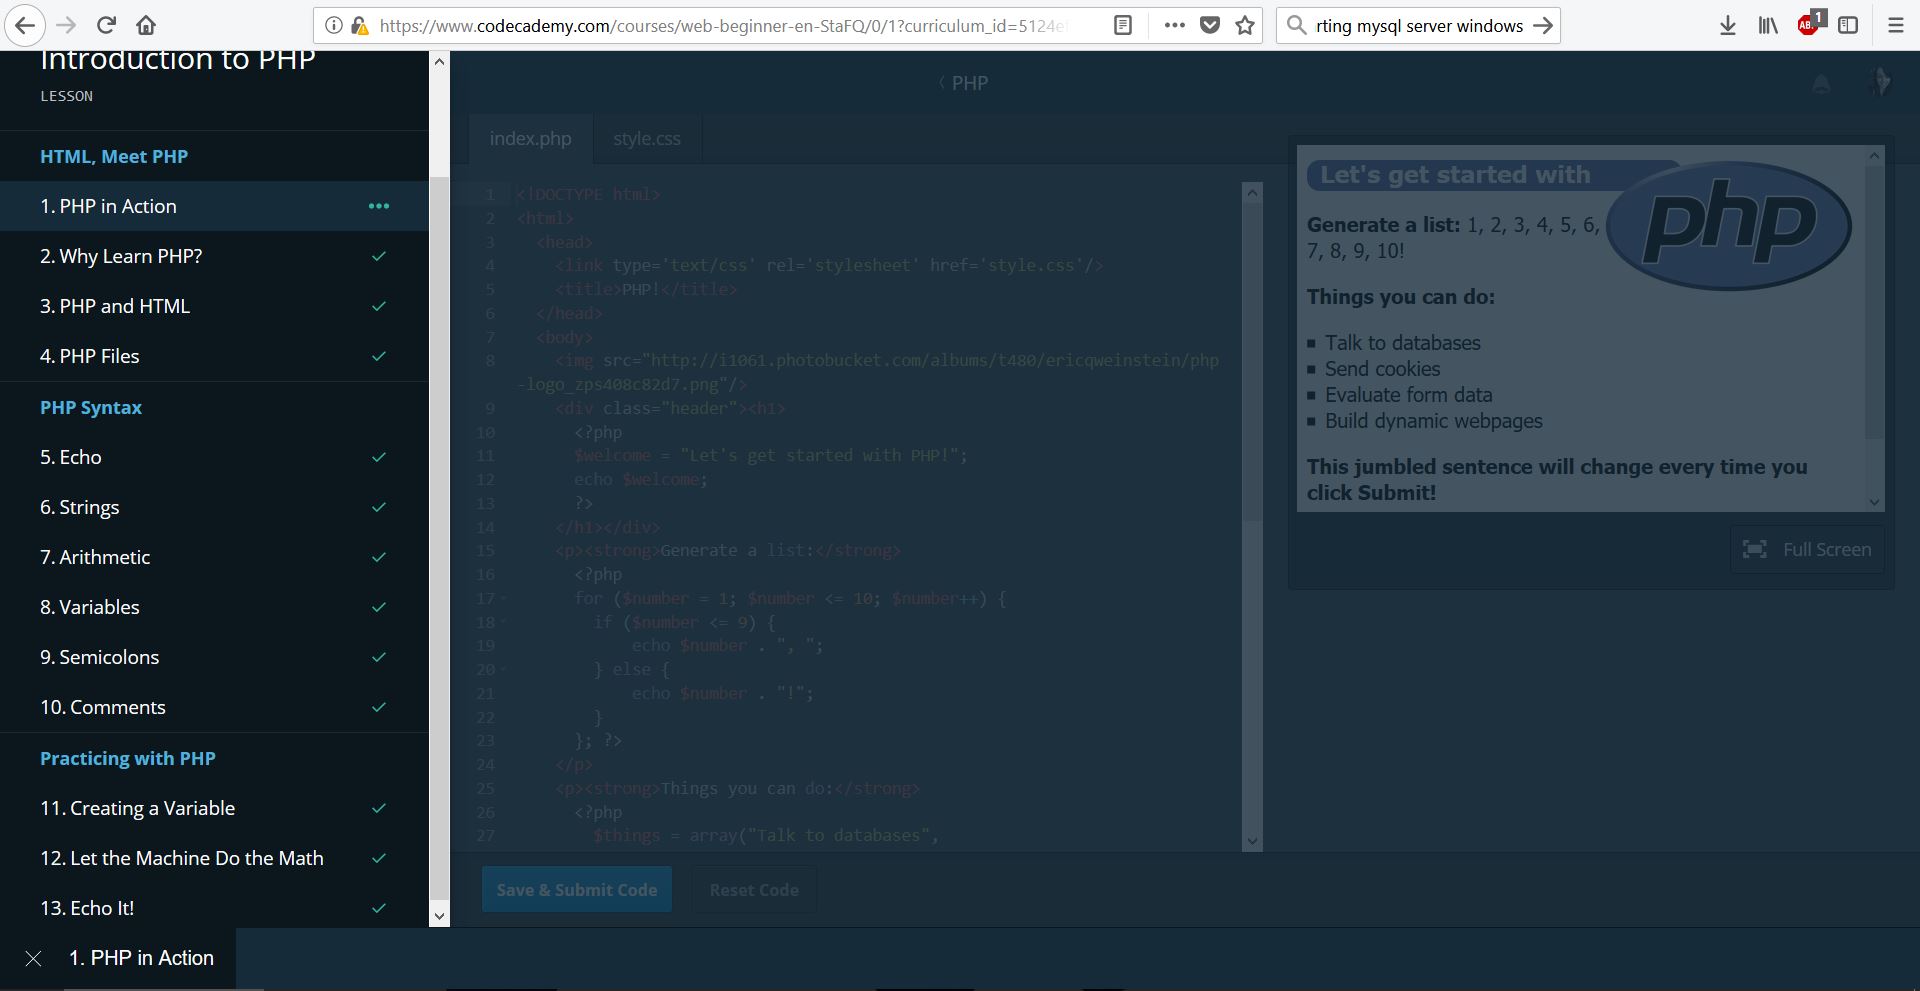 https://www.codecademy.com/courses/web-beginner-en-StaFQ/0/1?curriculum_id=5124e
rting mysql server windows
1
Introduction to PHP
LESSON
HTML, Meet PHP
1. PHP in Action
2. Why Learn PHP?
3. PHP and HTML
4. PHP Files
PHP Syntax
5. Echo
6. Strings
7. Arithmetic
8. Variables
9. Semicolons
10. Comments
Practicing with PHP
11. Creating a Variable
12. Let the Machine Do the Math
13. Echo It!
1. PHP in Action
PHP
index.php
style.css
1 <!DOCTYPE html>
2 <html>
3 <head>
4 <link type='text/css' rel='stylesheet' href='style.css'/>
5 <title>PHP!</title>
6 </head>
7 <body>
8 <img src="http://i1061.photobucket.com/albums/t480/ericqweinstein/php
-logo_zps408c82d7.png"/>
9 <div class="header"><h1>
10 <?php
11 $welcome = "Let's get started with PHP!";
12 echo $welcome;
13 ?>
14 </h1></div>
15 <p><strong>Generate a list:</strong>
16 <?php
17 for ($number = 1; $number <= 10; $number++) {
18 if ($number <= 9) {
19 echo $number . ", ";
20 } else {
21 echo $number . "!";
22 }
23 }; ?>
24 </p>
25 <p><strong>Things you can do:</strong>
26 <?php
27 $things = array("Talk to databases",
Save & Submit Code
Reset Code
Let's get started with
php
Generate a list: 1, 2, 3, 4, 5, 6,
7, 8, 9, 10!
Things you can do:
Talk to databases
Send cookies
Evaluate form data
Build dynamic webpages
This jumbled sentence will change every time you
click Submit!
Full Screen